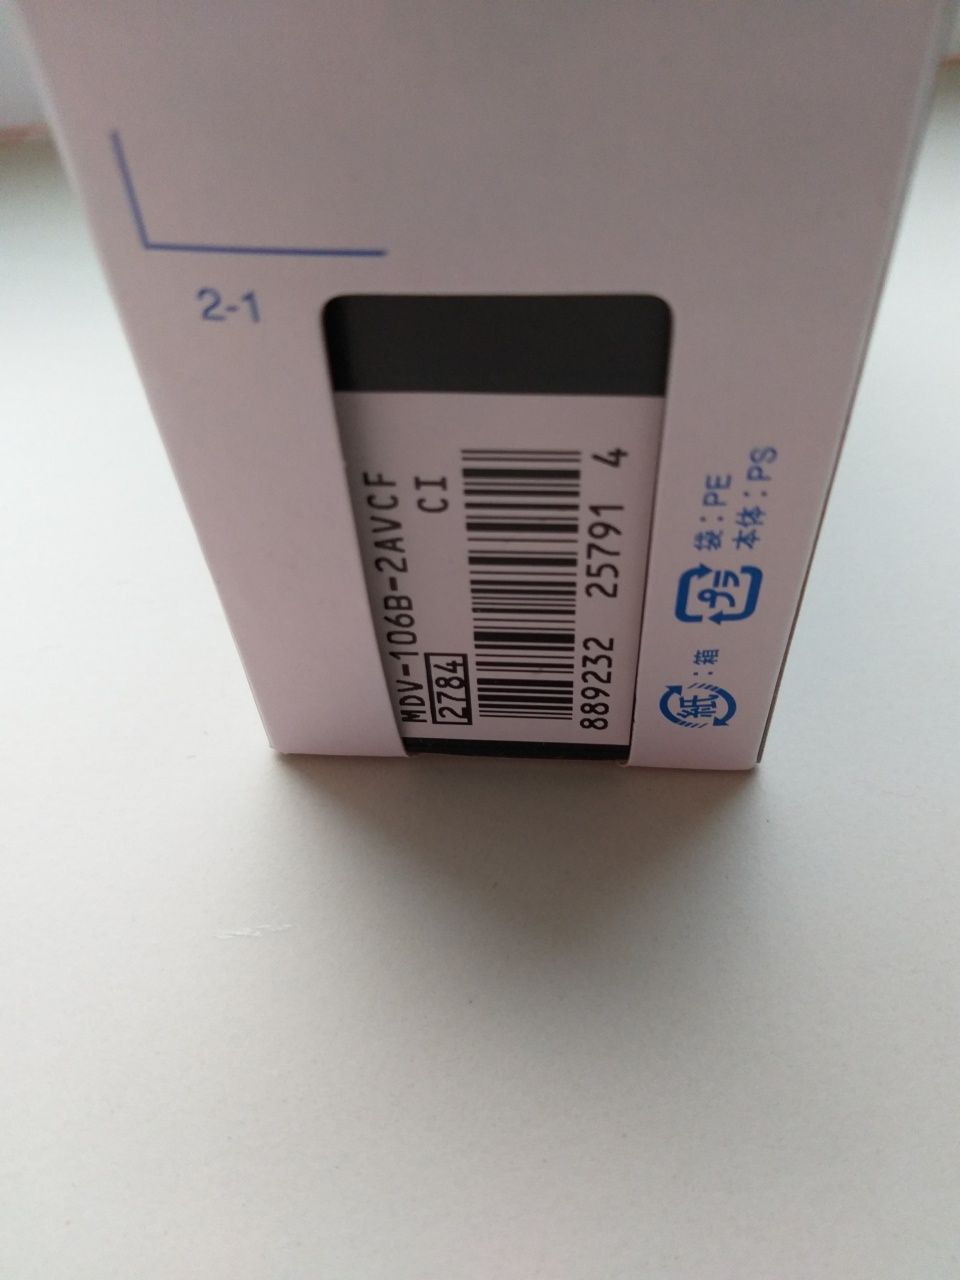 2-1
MDV-106B-2AVCF
CI
2784
889232 25791 4
袋:PE
本体:PS
プラ
紙
:箱